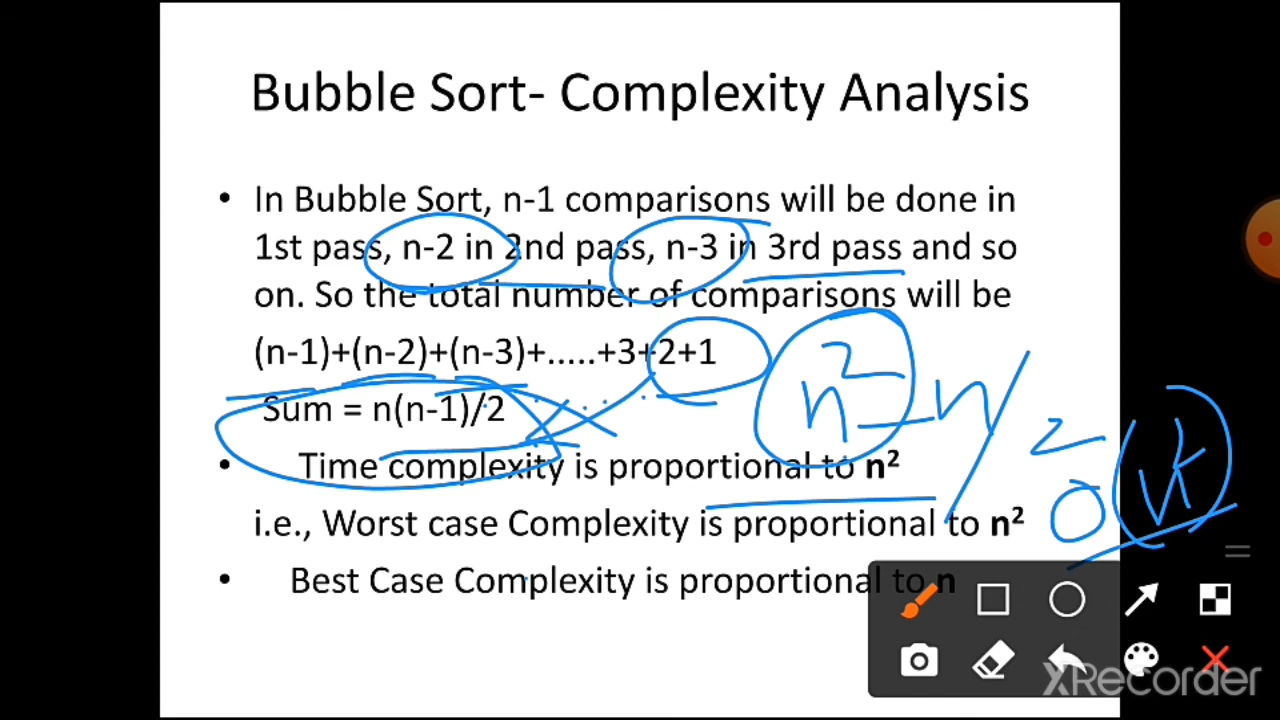 Bubble Sort- Complexity Analysis
• In Bubble Sort, n-1 comparisons will be done in
1st pass, n-2 in 2nd pass, n-3 in 3rd pass and so
on. So the total number of comparisons will be
(n-1)+(n-2)+(n-3)+.....+3+2+1
Sum = n(n-1)/2
n² - n / 2
• Time complexity is proportional to n²
i.e., Worst case Complexity is proportional to n²
• Best Case Complexity is proportional to n
XRecorder